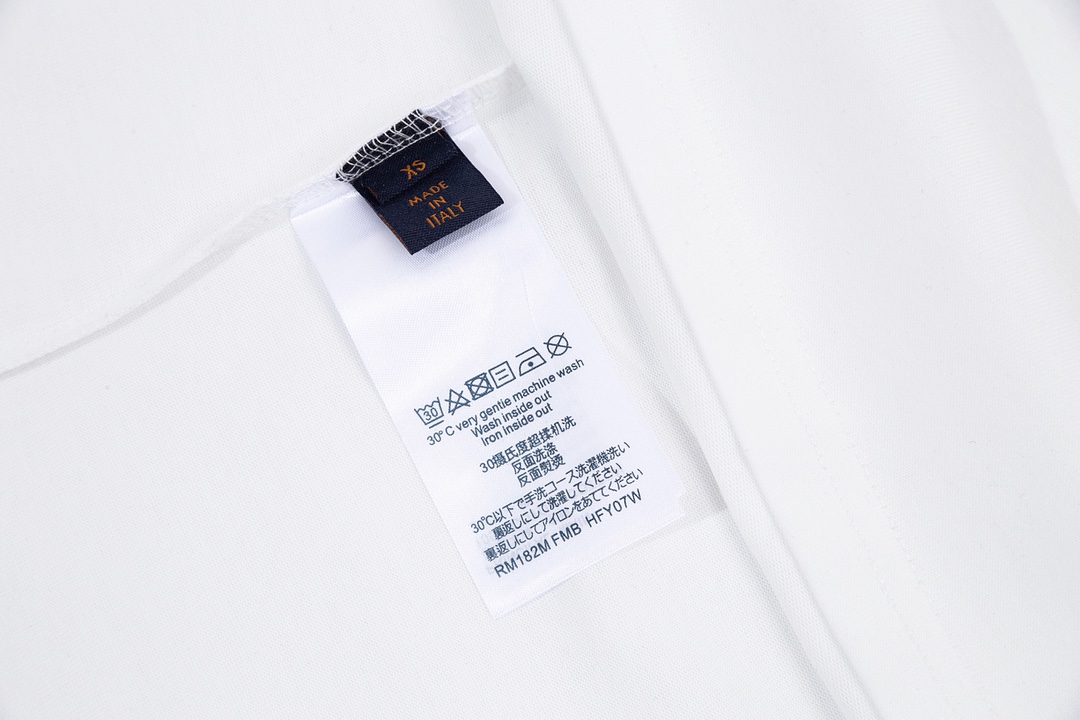 XS
MADE
IN
ITALY
30
30°C very gentie machine wash
Wash inside out
Iron inside out
30摄氏度超揉机洗
反面洗涤
反面熨烫
30℃以下で手洗コース洗濯機洗い
裏返しにして洗濯してください
裏返しにしてアイロンをあててください
RM182M FMB HFY07W